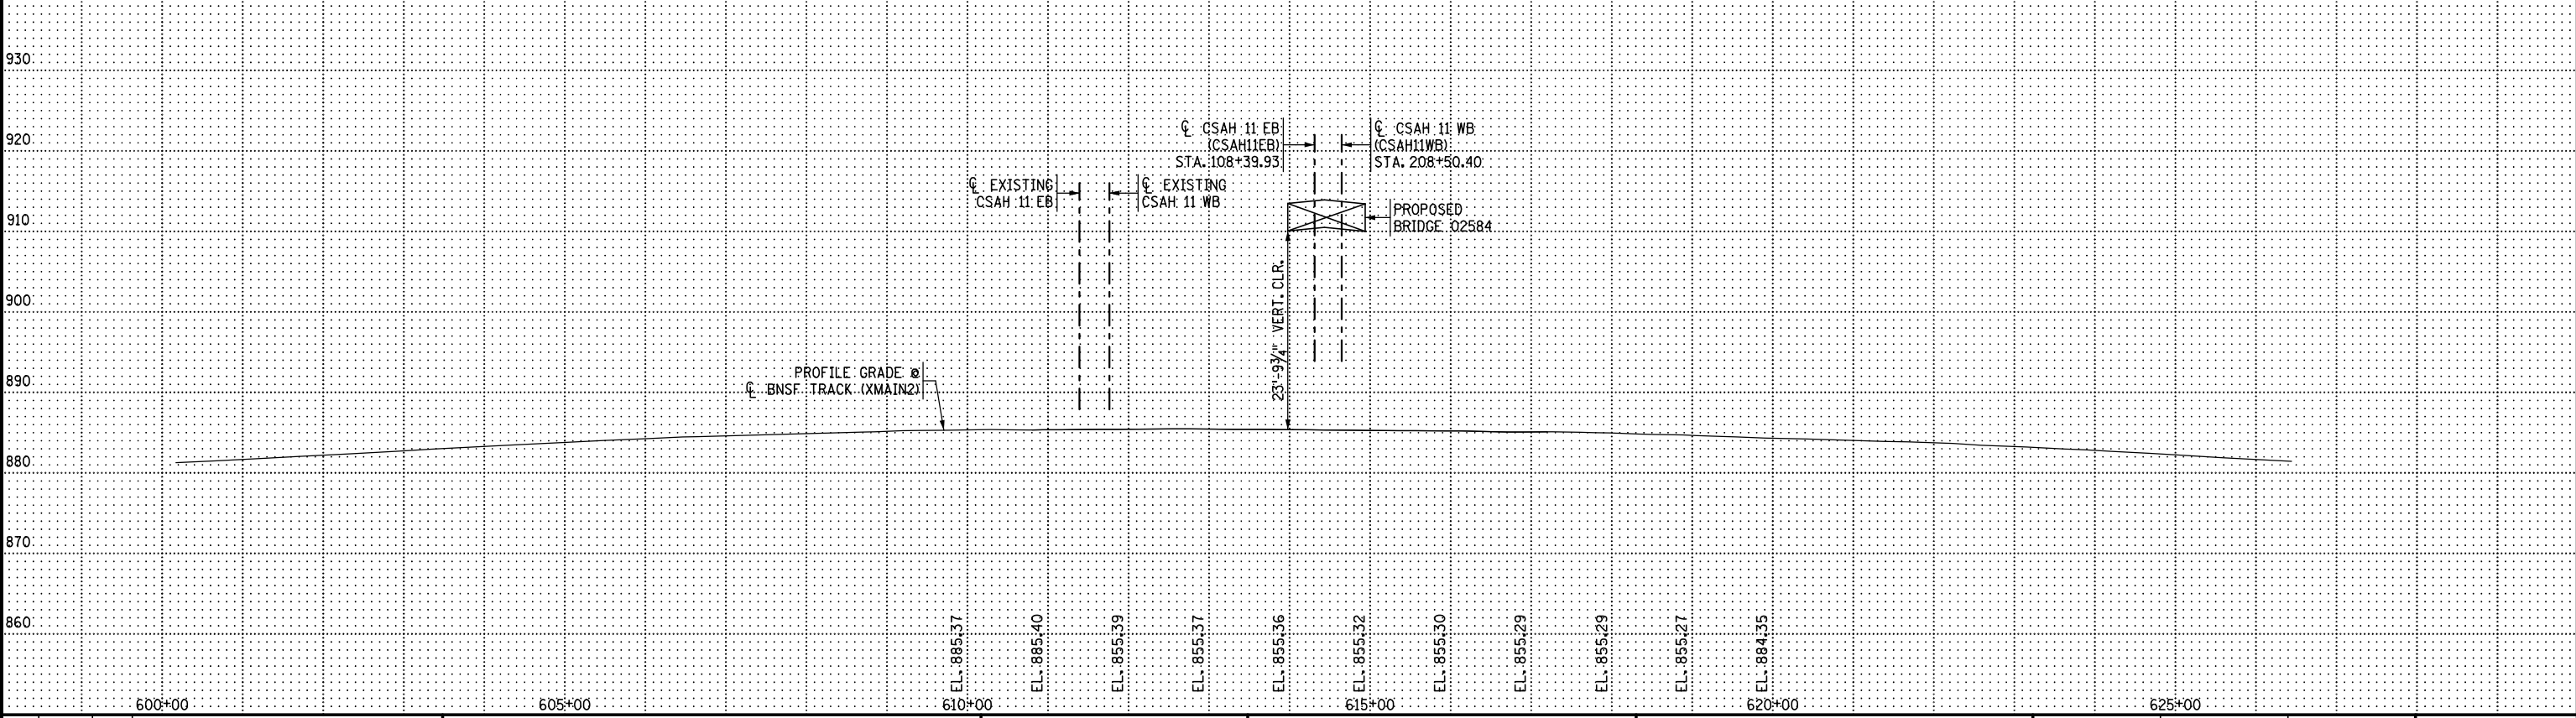 930
920
910
900
890
880
870
860
℄ CSAH 11 EB
(CSAH11EB)
STA. 108+39.93
℄ CSAH 11 WB
(CSAH11WB)
STA. 208+50.40
℄ EXISTING
CSAH 11 EB
℄ EXISTING
CSAH 11 WB
PROPOSED
BRIDGE 02584
23'-9¾" VERT. CLR.
PROFILE GRADE @
℄ BNSF TRACK (XMAIN2)
EL. 885.37
EL. 885.40
EL. 855.39
EL. 855.37
EL. 855.36
EL. 855.32
EL. 855.30
EL. 855.29
EL. 855.29
EL. 855.27
EL. 884.35
600+00
605+00
610+00
615+00
620+00
625+00